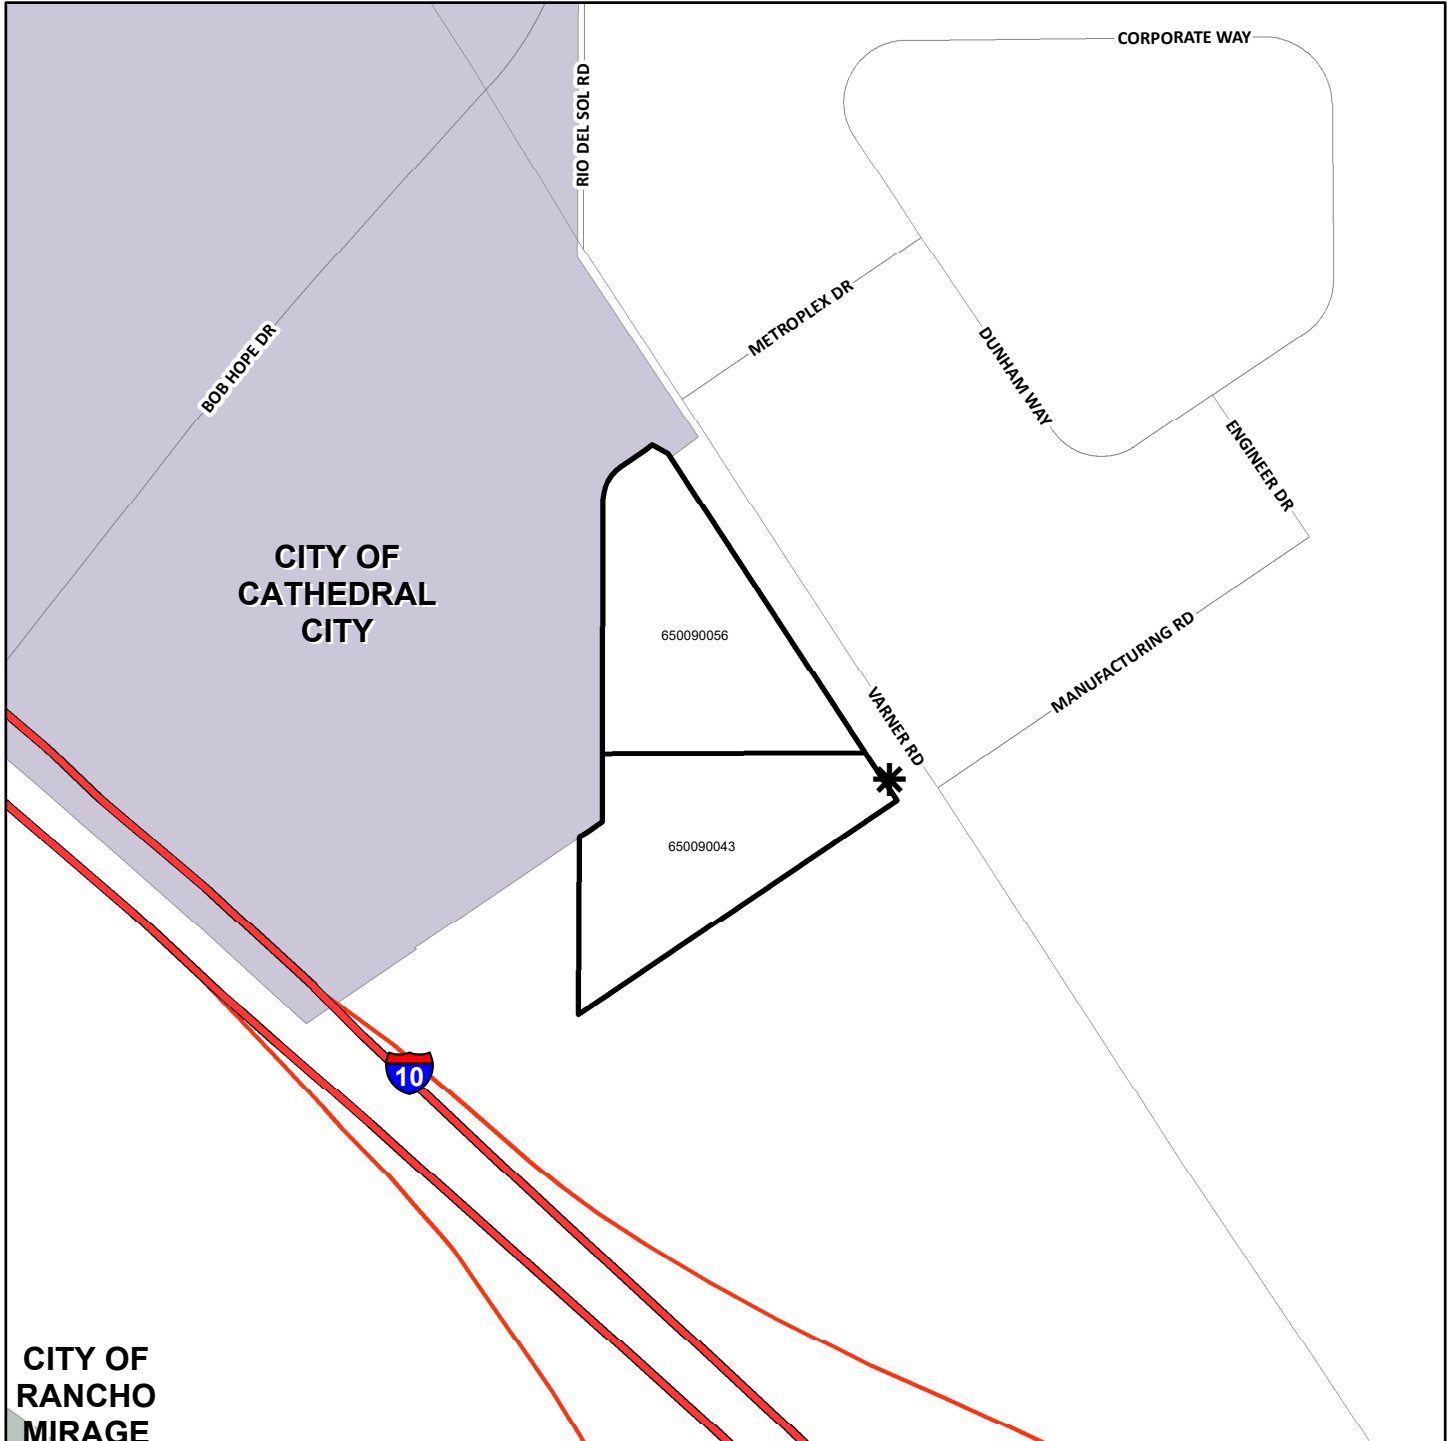 CORPORATE WAY
RIO DEL SOL RD
METROPLEX DR
BOB HOPE DR
DUNHAM WAY
ENGINEER DR
CITY OF
CATHEDRAL
CITY
650090056
MANUFACTURING RD
VARNER RD
650090043
10
CITY OF
RANCHO
MIRAGE